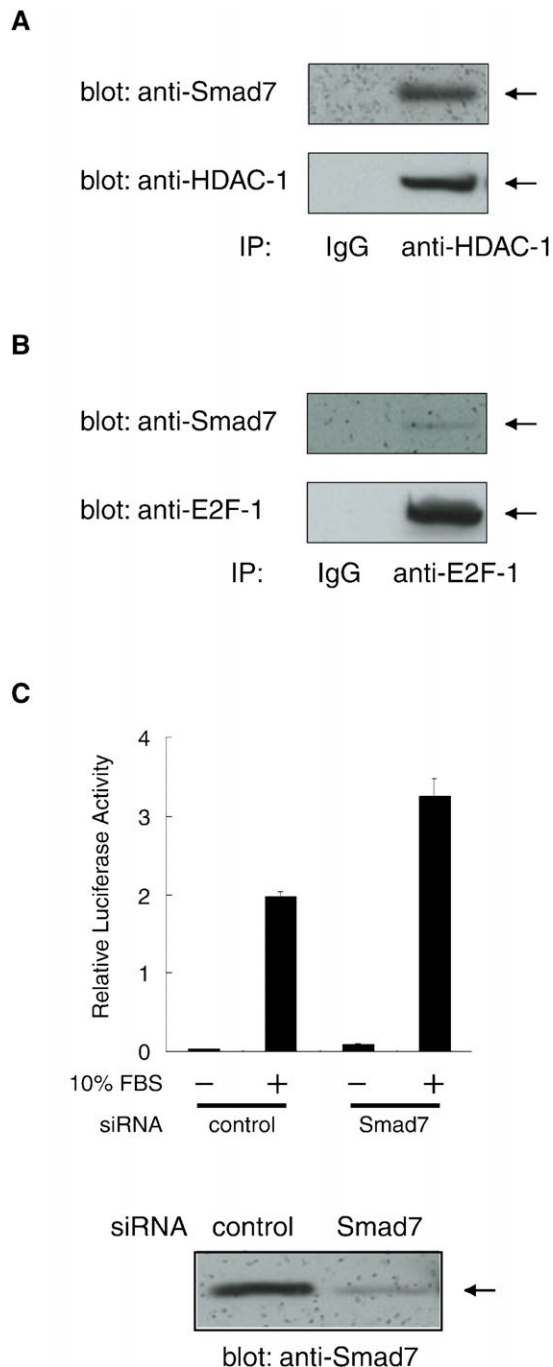 A
blot: anti-Smad7
blot: anti-HDAC-1
IP: IgG anti-HDAC-1
B
blot: anti-Smad7
blot: anti-E2F-1
IP: IgG anti-E2F-1
C
Relative Luciferase Activity
4
3
2
1
0
10% FBS − + − +
siRNA control Smad7
siRNA control Smad7
blot: anti-Smad7